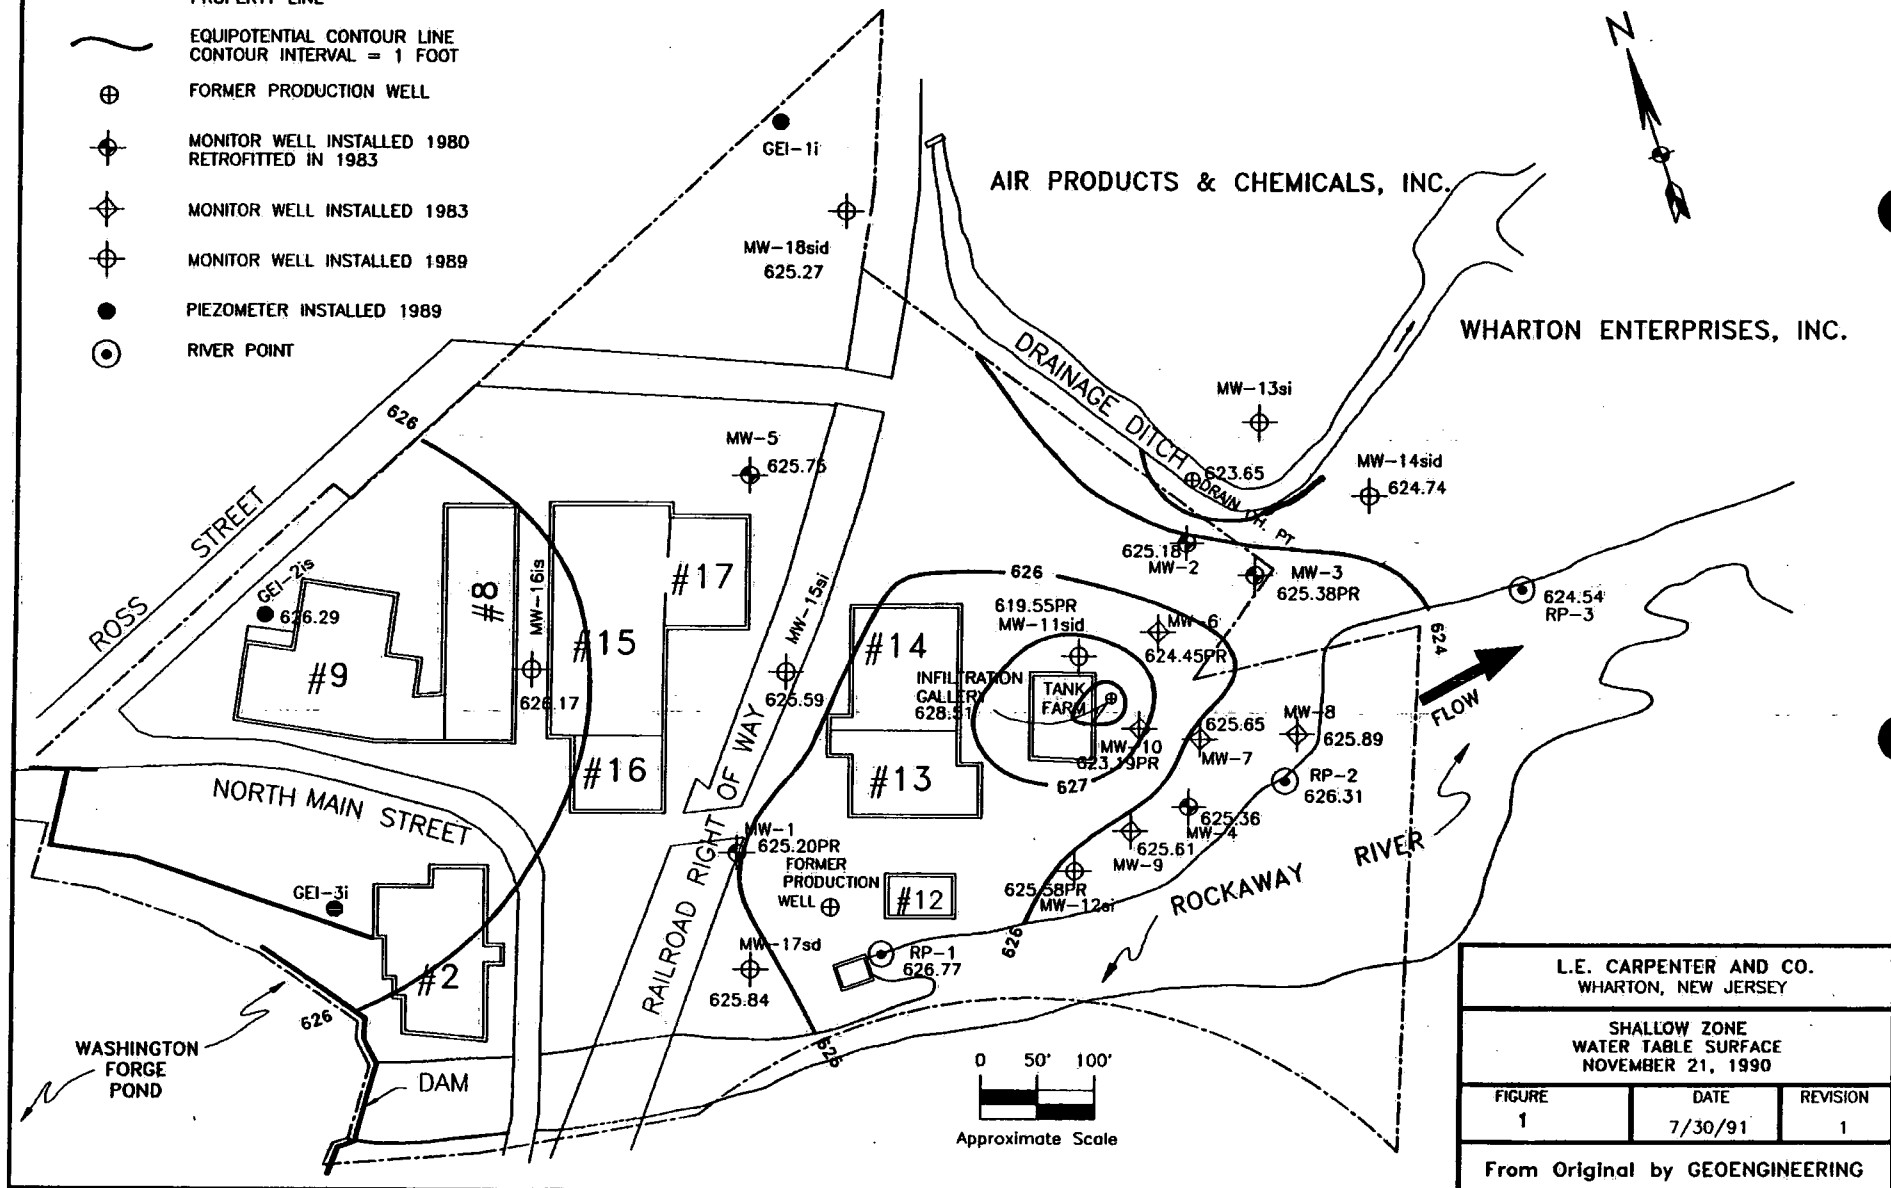 PROPERTY LINE
EQUIPOTENTIAL CONTOUR LINE
CONTOUR INTERVAL = 1 FOOT
FORMER PRODUCTION WELL
MONITOR WELL INSTALLED 1980
RETROFITTED IN 1983
MONITOR WELL INSTALLED 1983
MONITOR WELL INSTALLED 1989
PIEZOMETER INSTALLED 1989
RIVER POINT
N
GEI-1i
MW-18sid
625.27
AIR PRODUCTS & CHEMICALS, INC.
WHARTON ENTERPRISES, INC.
DRAINAGE DITCH
MW-13si
MW-14sid
624.74
623.65
DRAIN DH. PT
626
MW-5
625.75
ROSS STREET
GEI-2is
626.29
#9
#8
MW-16is
626.17
#15
#17
#16
MW-15si
625.59
#14
#13
626
619.55PR
MW-11sid
INFILTRATION
GALLERY
628.51
TANK
FARM
MW-10
623.19PR
627
625.18
MW-2
MW-3
625.38PR
MW-6
624.45PR
625.65
MW-7
MW-8
625.89
RP-2
626.31
624.54
RP-3
624
FLOW
625.36
MW-4
625.61
MW-9
625.58PR
MW-12si
626
ROCKAWAY RIVER
NORTH MAIN STREET
RAILROAD RIGHT OF WAY
MW-1
625.20PR
FORMER
PRODUCTION
WELL
#12
GEI-3i
#2
MW-17sd
625.84
RP-1
626.77
626
626
WASHINGTON
FORGE
POND
DAM
0 50' 100'
Approximate Scale
L.E. CARPENTER AND CO.
WHARTON, NEW JERSEY
SHALLOW ZONE
WATER TABLE SURFACE
NOVEMBER 21, 1990
FIGURE
1
DATE
7/30/91
REVISION
1
From Original by GEOENGINEERING